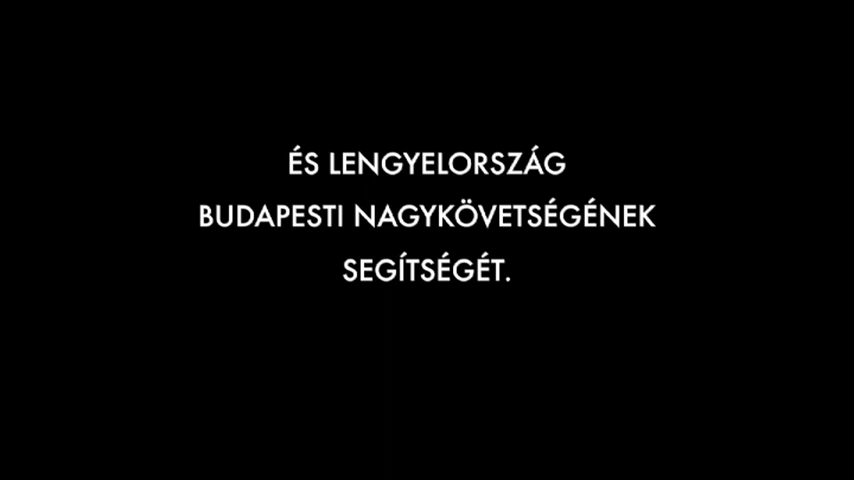 ÉS LENGYELORSZÁG
BUDAPESTI NAGYKÖVETSÉGÉNEK
SEGÍTSÉGÉT.